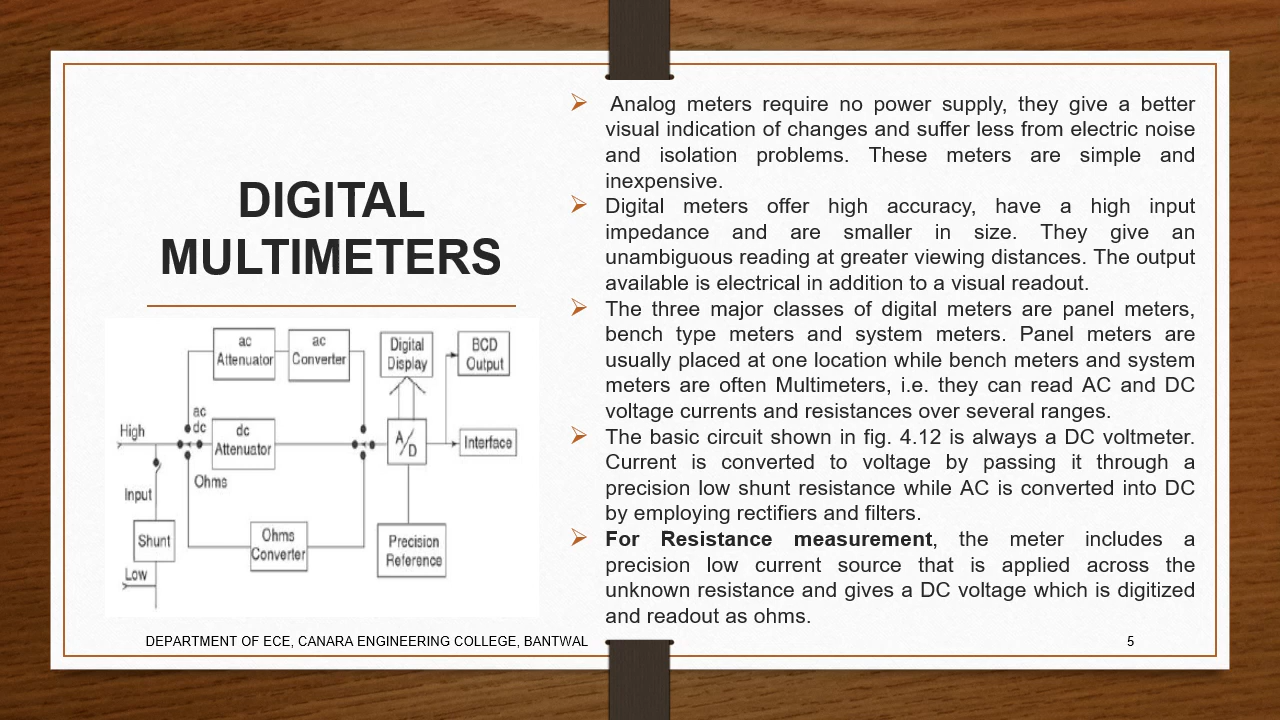 DIGITAL
MULTIMETERS
ac
Attenuator
ac
Converter
Digital
Display
BCD
Output
High
ac
dc
dc
Attenuator
A/D
Interface
Ohms
Input
Shunt
Ohms
Converter
Precision
Reference
Low
Analog meters require no power supply, they give a better
visual indication of changes and suffer less from electric noise
and isolation problems. These meters are simple and
inexpensive.
Digital meters offer high accuracy, have a high input
impedance and are smaller in size. They give an
unambiguous reading at greater viewing distances. The output
available is electrical in addition to a visual readout.
The three major classes of digital meters are panel meters,
bench type meters and system meters. Panel meters are
usually placed at one location while bench meters and system
meters are often Multimeters, i.e. they can read AC and DC
voltage currents and resistances over several ranges.
The basic circuit shown in fig. 4.12 is always a DC voltmeter.
Current is converted to voltage by passing it through a
precision low shunt resistance while AC is converted into DC
by employing rectifiers and filters.
For Resistance measurement, the meter includes a
precision low current source that is applied across the
unknown resistance and gives a DC voltage which is digitized
and readout as ohms.
DEPARTMENT OF ECE, CANARA ENGINEERING COLLEGE, BANTWAL
5